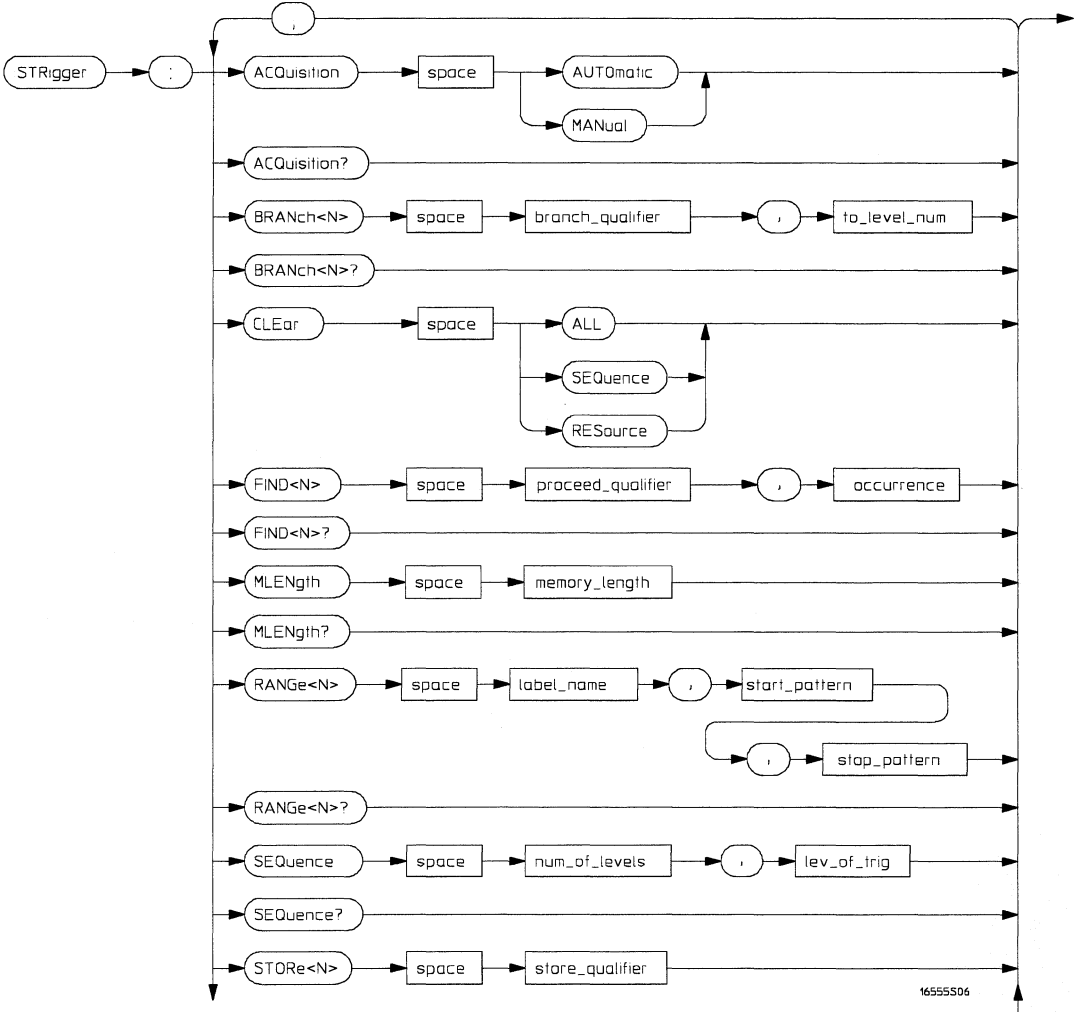 ,
STRigger : ACQuisition space AUTOmatic
MANual
ACQuisition?
BRANch<N> space branch_qualifier , to_level_num
BRANch<N>?
CLEar space ALL
SEQuence
RESource
FIND<N> space proceed_qualifier , occurrence
FIND<N>?
MLENgth space memory_length
MLENgth?
RANGe<N> space label_name , start_pattern
, stop_pattern
RANGe<N>?
SEQuence space num_of_levels , lev_of_trig
SEQuence?
STORe<N> space store_qualifier
16555S06